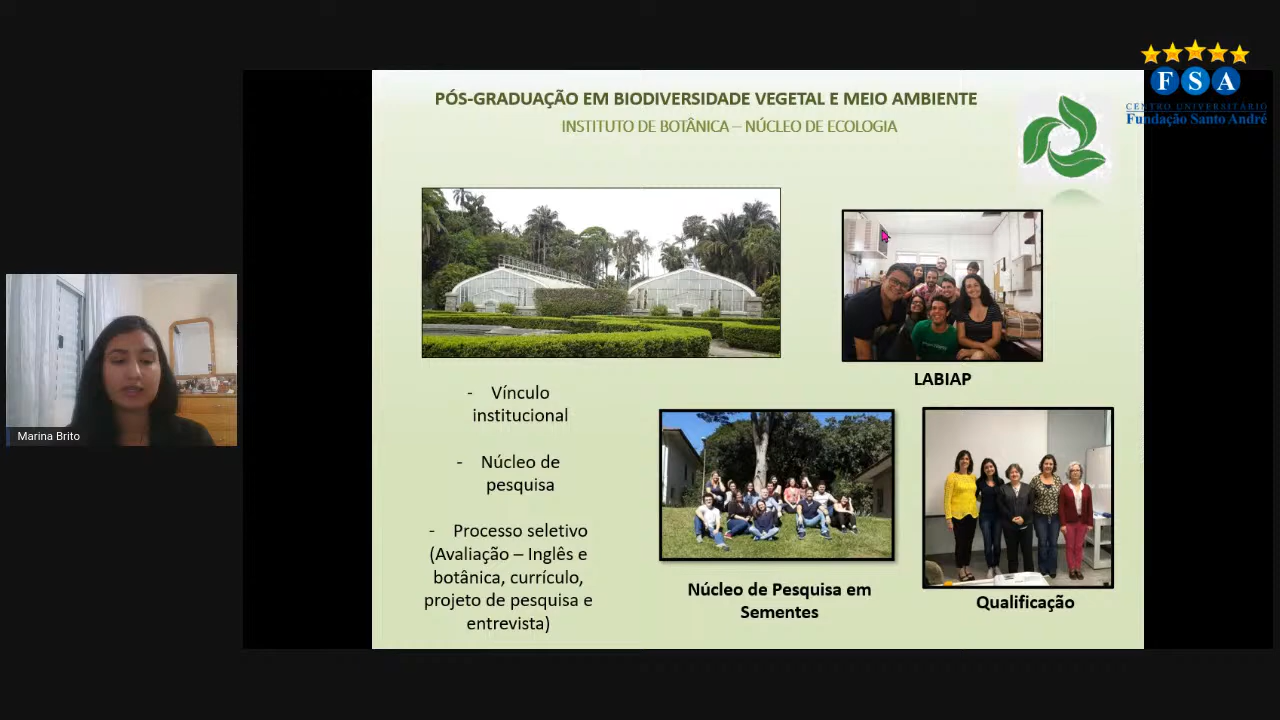 FSA
CENTRO UNIVERSITÁRIO
Fundação Santo André
PÓS-GRADUAÇÃO EM BIODIVERSIDADE VEGETAL E MEIO AMBIENTE
INSTITUTO DE BOTÂNICA – NÚCLEO DE ECOLOGIA
LABIAP
- Vínculo
institucional
- Núcleo de
pesquisa
- Processo seletivo
(Avaliação – Inglês e
botânica, currículo,
projeto de pesquisa e
entrevista)
Núcleo de Pesquisa em
Sementes
Qualificação
Marina Brito